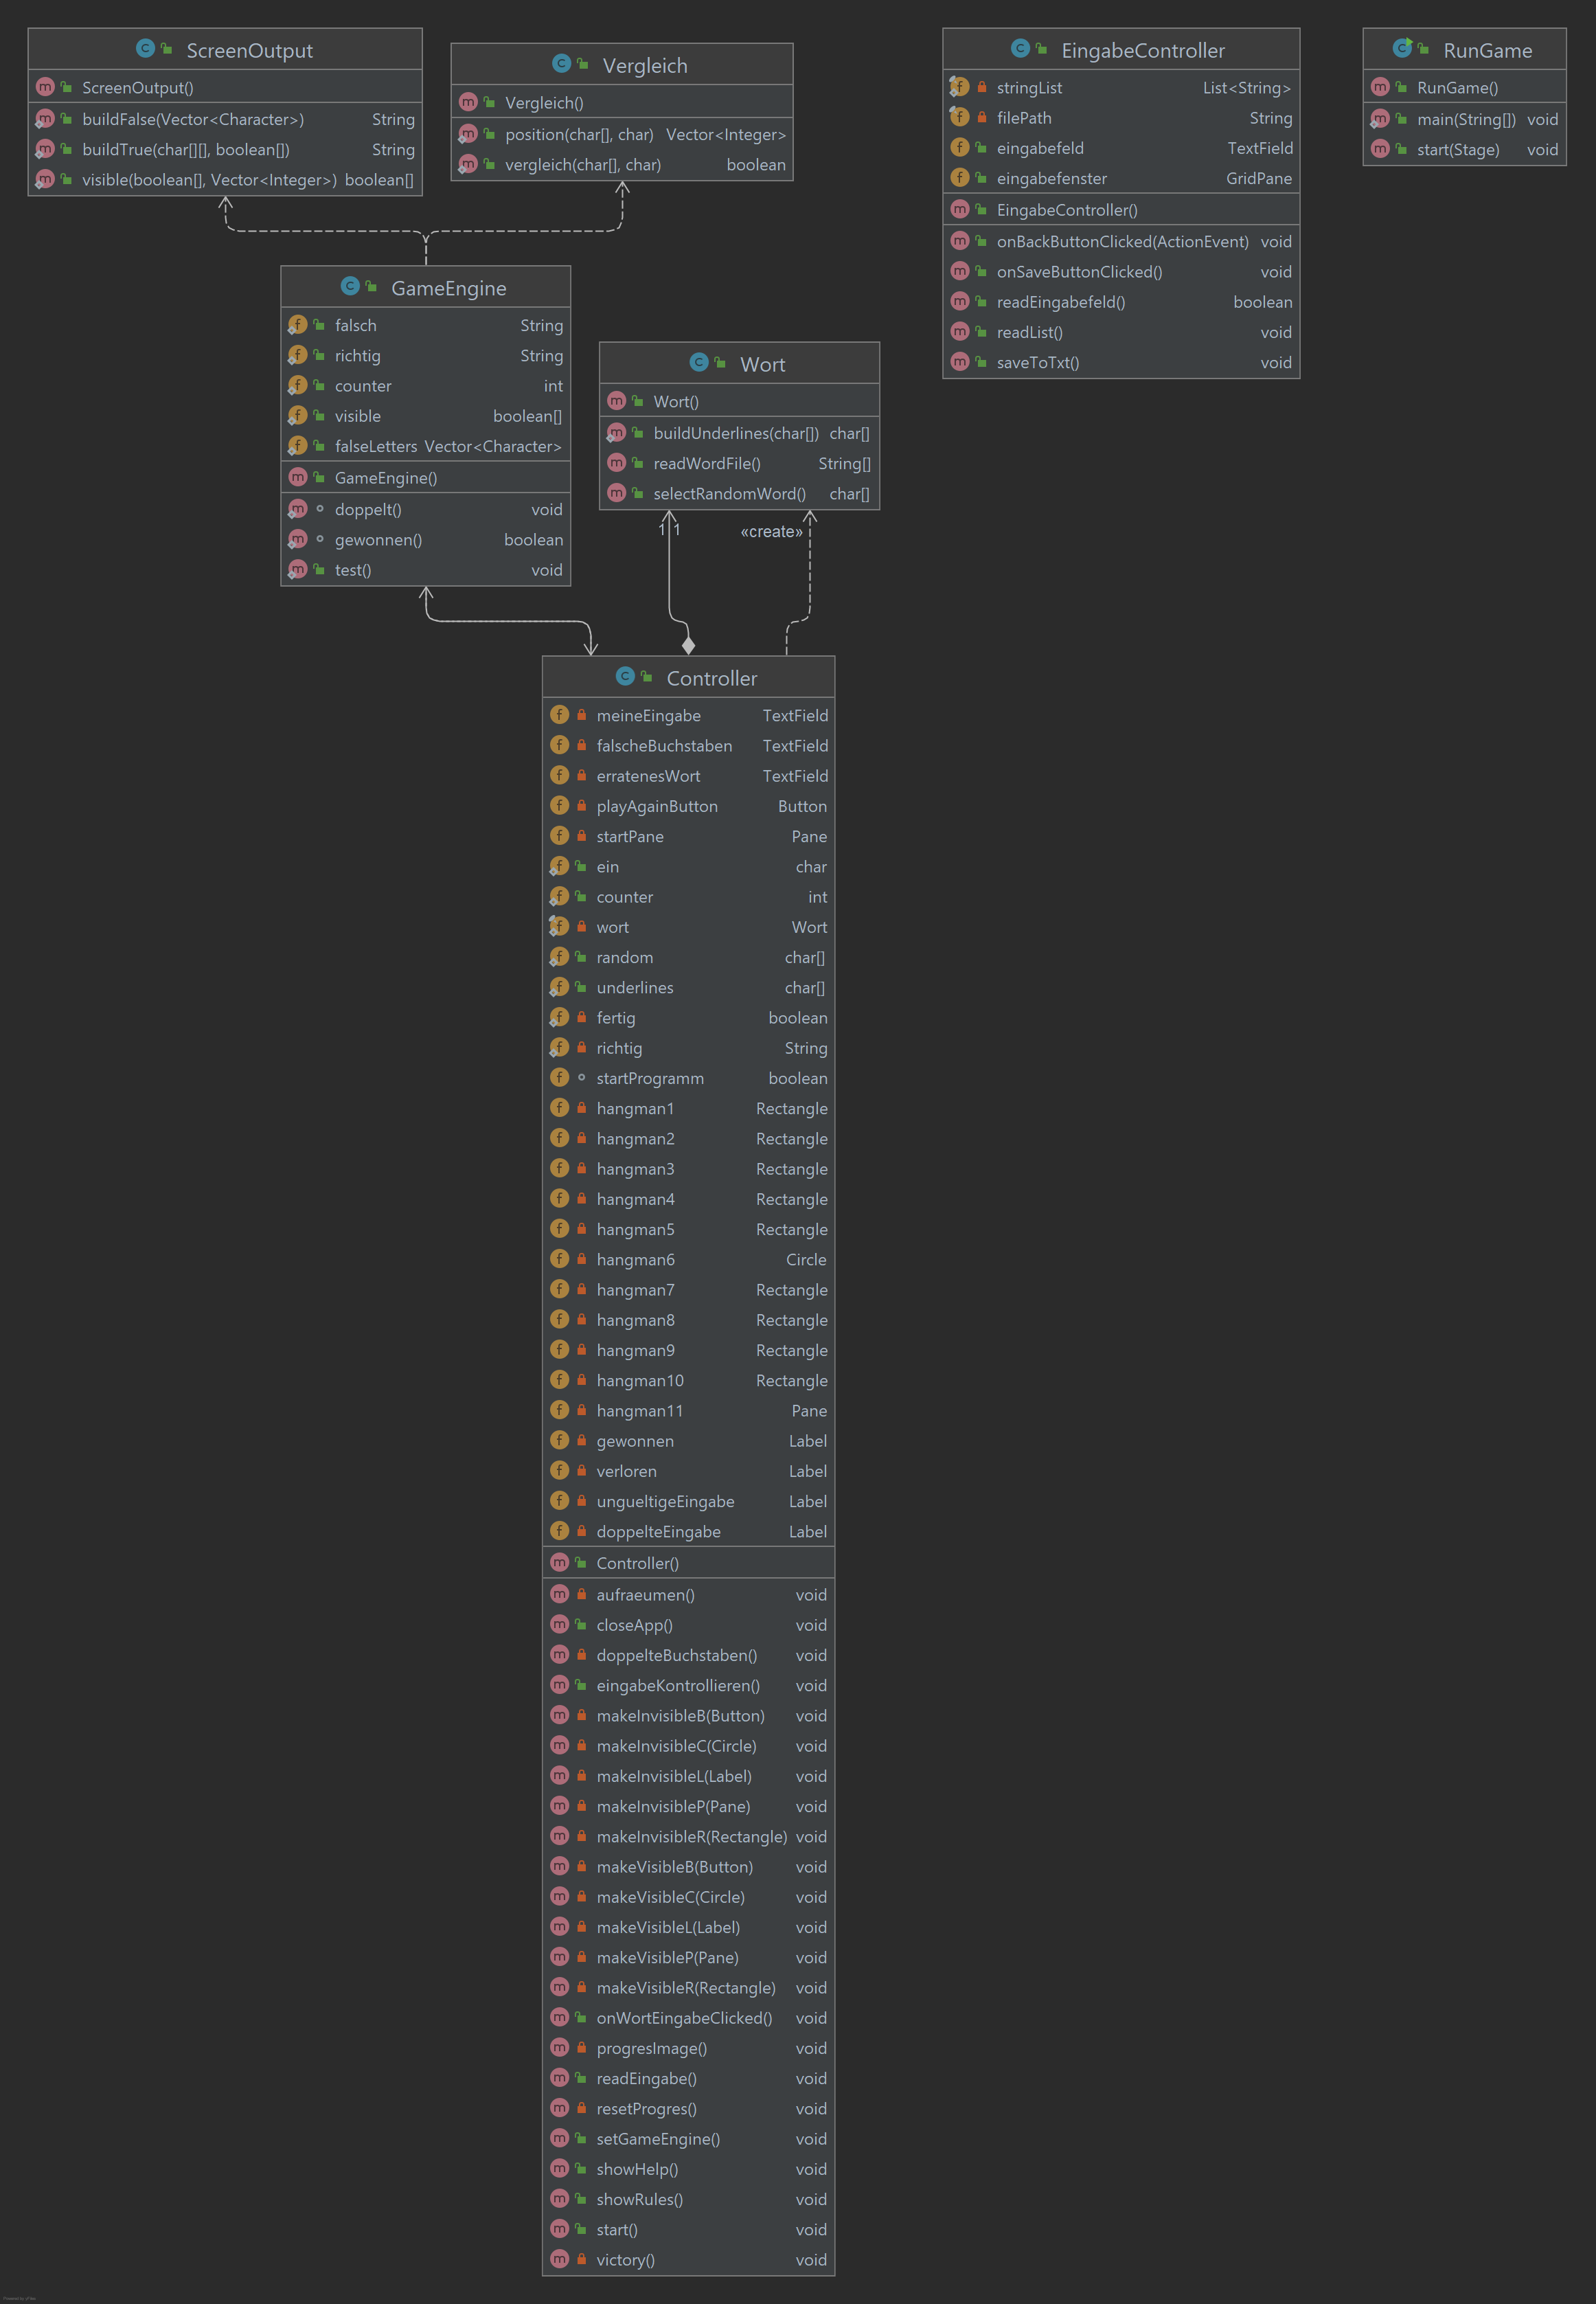 ScreenOutput
ScreenOutput()
buildFalse(Vector<Character>) String
buildTrue(char[][], boolean[]) String
visible(boolean[], Vector<Integer>) boolean[]
Vergleich
Vergleich()
position(char[], char) Vector<Integer>
vergleich(char[], char) boolean
EingabeController
stringList List<String>
filePath String
eingabefeld TextField
eingabefenster GridPane
EingabeController()
onBackButtonClicked(ActionEvent) void
onSaveButtonClicked() void
readEingabefeld() boolean
readList() void
saveToTxt() void
RunGame
RunGame()
main(String[]) void
start(Stage) void
GameEngine
falsch String
richtig String
counter int
visible boolean[]
falseLetters Vector<Character>
GameEngine()
doppelt() void
gewonnen() boolean
test() void
Wort
Wort()
buildUnderlines(char[]) char[]
readWordFile() String[]
selectRandomWord() char[]
1 1
«create»
Controller
meineEingabe TextField
falscheBuchstaben TextField
erratenesWort TextField
playAgainButton Button
startPane Pane
ein char
counter int
wort Wort
random char[]
underlines char[]
fertig boolean
richtig String
startProgramm boolean
hangman1 Rectangle
hangman2 Rectangle
hangman3 Rectangle
hangman4 Rectangle
hangman5 Rectangle
hangman6 Circle
hangman7 Rectangle
hangman8 Rectangle
hangman9 Rectangle
hangman10 Rectangle
hangman11 Pane
gewonnen Label
verloren Label
ungueltigeEingabe Label
doppelteEingabe Label
Controller()
aufraeumen() void
closeApp() void
doppelteBuchstaben() void
eingabeKontrollieren() void
makeInvisibleB(Button) void
makeInvisibleC(Circle) void
makeInvisibleL(Label) void
makeInvisibleP(Pane) void
makeInvisibleR(Rectangle) void
makeVisibleB(Button) void
makeVisibleC(Circle) void
makeVisibleL(Label) void
makeVisibleP(Pane) void
makeVisibleR(Rectangle) void
onWortEingabeClicked() void
progresImage() void
readEingabe() void
resetProgres() void
setGameEngine() void
showHelp() void
showRules() void
start() void
victory() void
Powered by yFiles